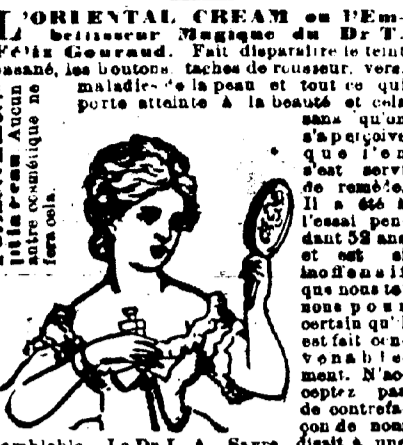 L'ORIENTAL CREAM ou l'Em-
bellisseur Magique du Dr T.
Félix Gouraud. Fait disparaître le teint
basané, les boutons, taches de rousseur, vers,
maladies de la peau et tout ce qui
porte atteinte à la beauté et cela
sans qu'on
s'aperçoive
que l'on
s'est servi
de remède.
Il a été à
l'essai pen
dant 52 ans
et est si
inoffensif
que nous te
nons pour
certain qu'il
est fait con-
venable
ment. N'ac
ceptez pas
de contrefa
çon de nom
semblable. Le Dr L. A. Sayre disait à une
la peau Aucun
autre cosmétique ne
fera cela.